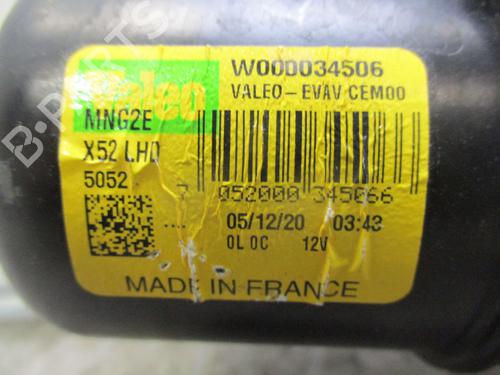 Valeo
W000034506
VALEO-EVAV CEM00
MNG2E
X52 LHD
5052
7 052000 345066
05/12/20 03:43
0L 0C 12V
MADE IN FRANCE
B-PARTS